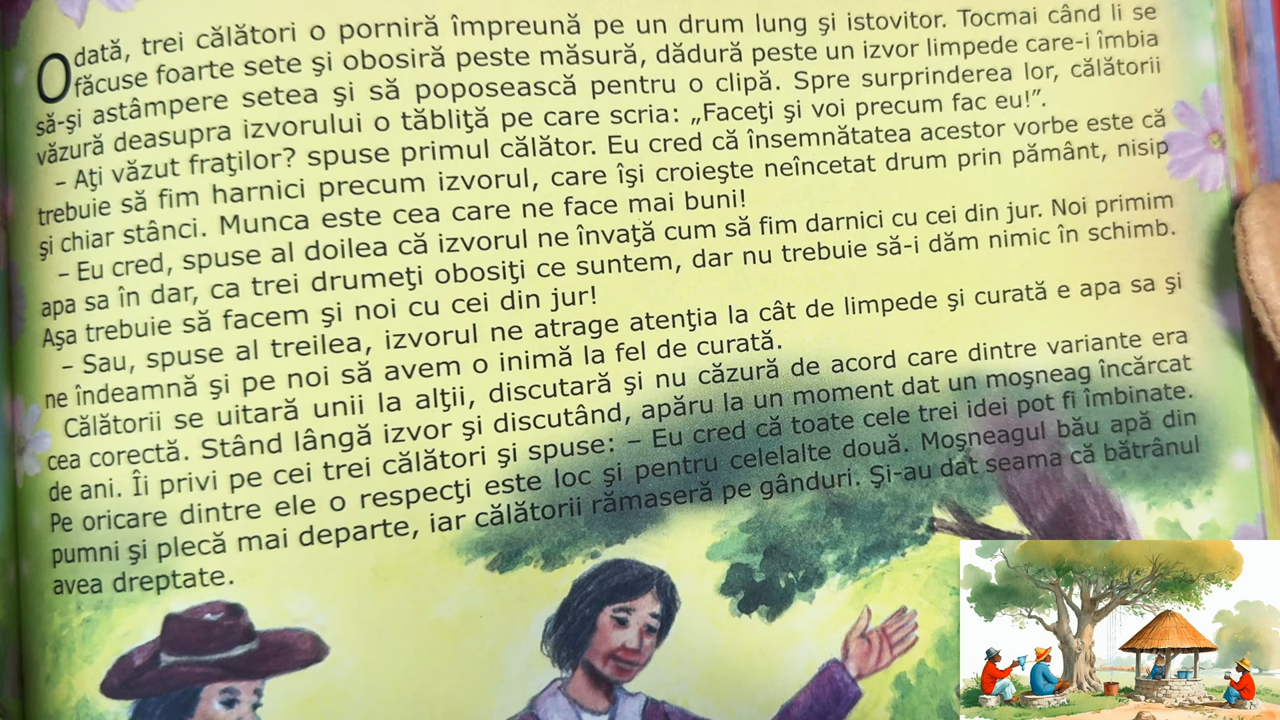 Odată, trei călători o porniră împreună pe un drum lung şi istovitor. Tocmai când li se
făcuse foarte sete şi obosiră peste măsură, dădură peste un izvor limpede care-i îmbia
să-şi astâmpere setea şi să poposească pentru o clipă. Spre surprinderea lor, călătorii
văzură deasupra izvorului o tăbliţă pe care scria: „Faceţi şi voi precum fac eu!”.
– Aţi văzut fraţilor? spuse primul călător. Eu cred că însemnătatea acestor vorbe este că
trebuie să fim harnici precum izvorul, care îşi croieşte neîncetat drum prin pământ, nisip
şi chiar stânci. Munca este cea care ne face mai buni!
– Eu cred, spuse al doilea că izvorul ne învaţă cum să fim darnici cu cei din jur. Noi primim
apa sa în dar, ca trei drumeţi obosiţi ce suntem, dar nu trebuie să-i dăm nimic în schimb.
Aşa trebuie să facem şi noi cu cei din jur!
– Sau, spuse al treilea, izvorul ne atrage atenţia la cât de limpede şi curată e apa sa şi
ne îndeamnă şi pe noi să avem o inimă la fel de curată.
Călătorii se uitară unii la alţii, discutară şi nu căzură de acord care dintre variante era
cea corectă. Stând lângă izvor şi discutând, apăru la un moment dat un moşneag încărcat
de ani. Îi privi pe cei trei călători şi spuse: – Eu cred că toate cele trei idei pot fi îmbinate.
Pe oricare dintre ele o respecţi este loc şi pentru celelalte două. Moşneagul bău apă din
pumni şi plecă mai departe, iar călătorii rămaseră pe gânduri. Şi-au dat seama că bătrânul
avea dreptate.